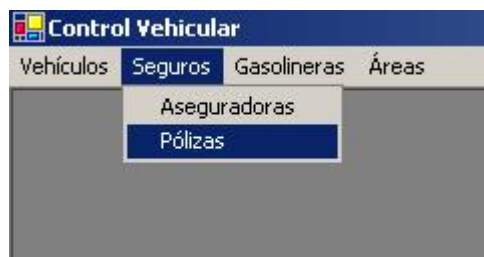 Control Vehicular
Vehículos Seguros Gasolineras Áreas
Aseguradoras
Pólizas